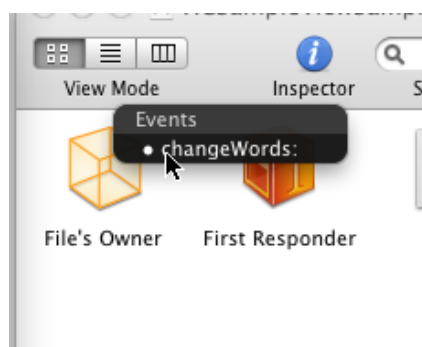 View Mode
Inspector
S
Events
• changeWords:
File's Owner
First Responder